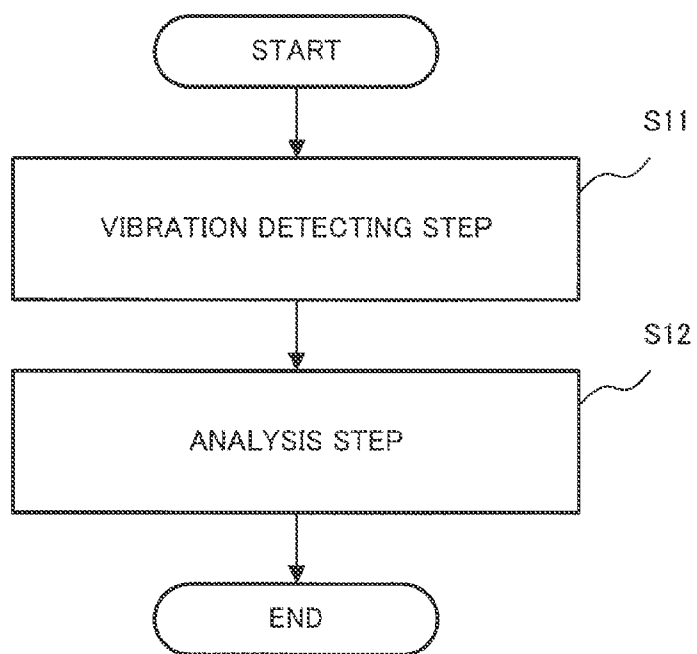 START
S11
VIBRATION DETECTING STEP
S12
ANALYSIS STEP
END